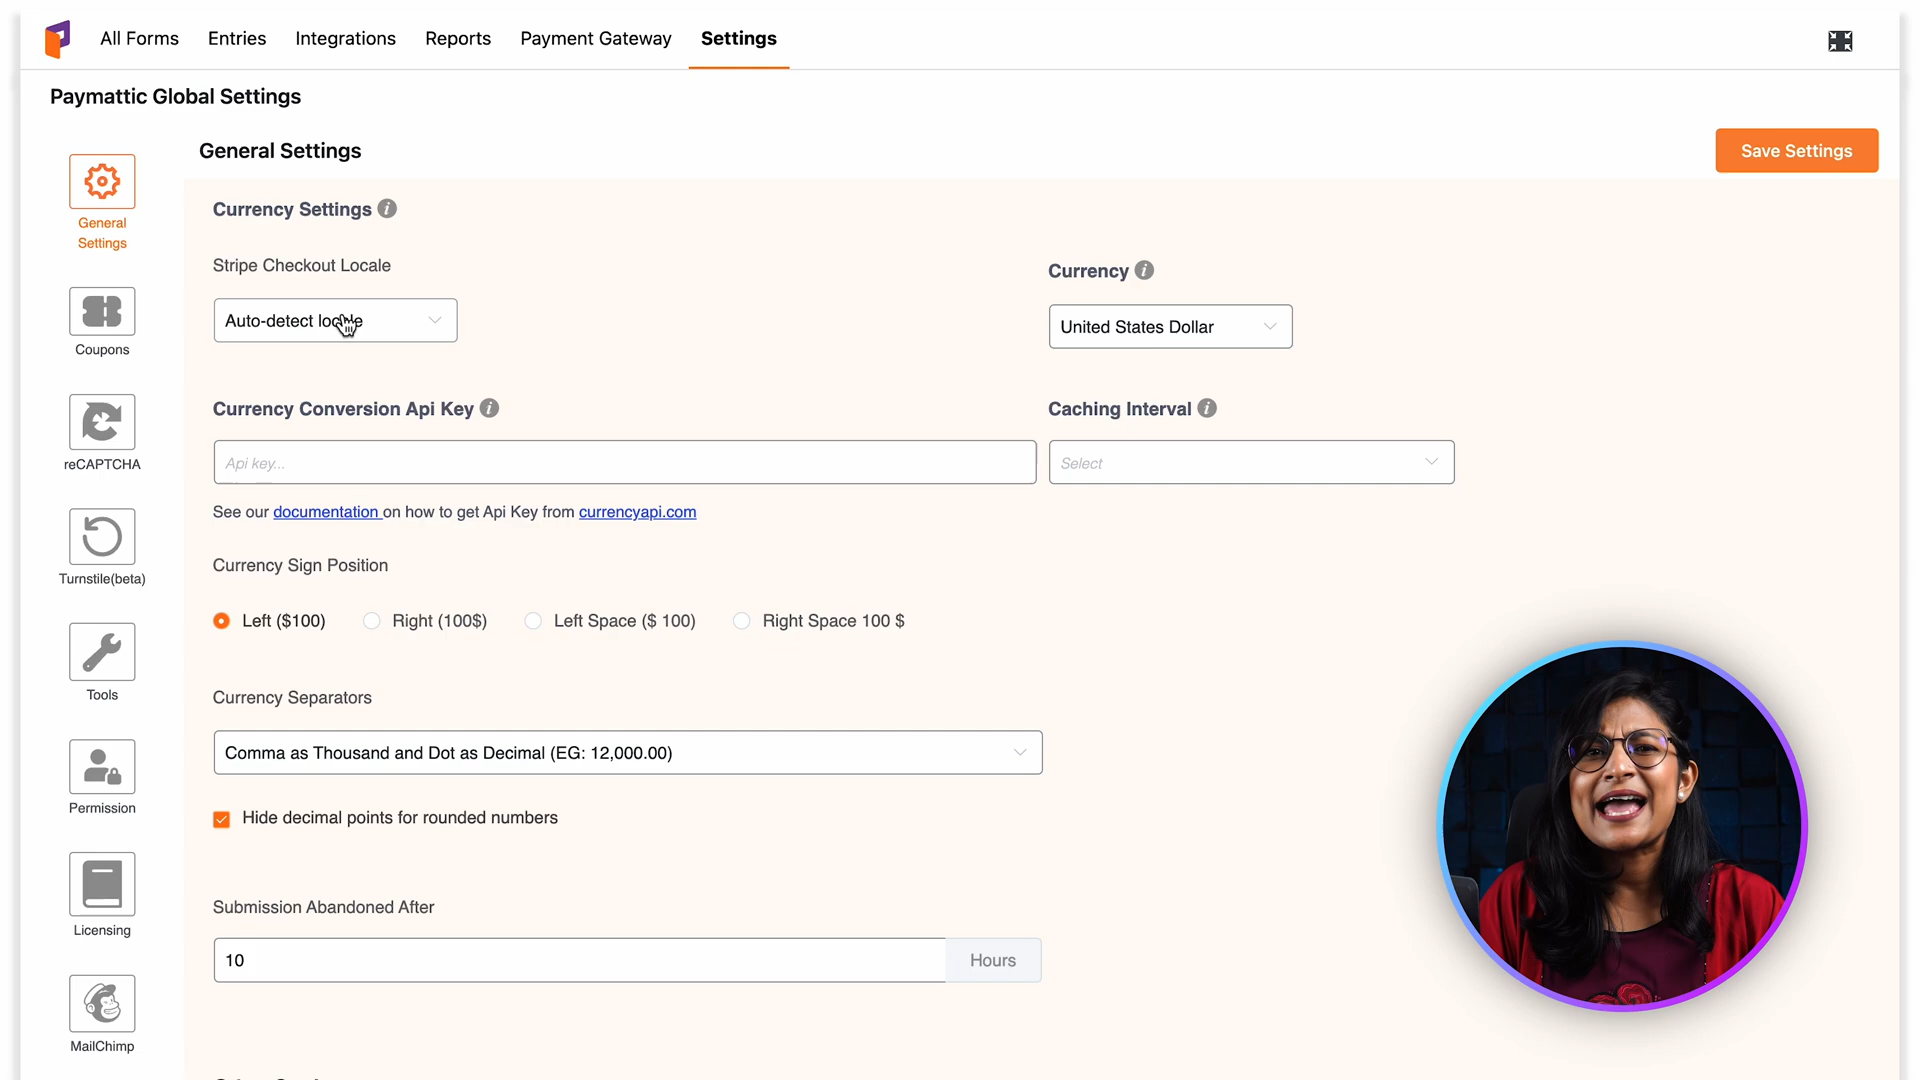 All Forms
Entries
Integrations
Reports
Payment Gateway
Settings
Paymattic Global Settings
General Settings
Save Settings
General
Settings
Coupons
reCAPTCHA
Turnstile(beta)
Tools
Permission
Licensing
MailChimp
Currency Settings
Stripe Checkout Locale
Auto-detect locale
Currency
United States Dollar
Currency Conversion Api Key
Api key...
Caching Interval
Select
See our documentation on how to get Api Key from currencyapi.com
Currency Sign Position
Left ($100)
Right (100$)
Left Space ($ 100)
Right Space 100 $
Currency Separators
Comma as Thousand and Dot as Decimal (EG: 12,000.00)
Hide decimal points for rounded numbers
Submission Abandoned After
10
Hours